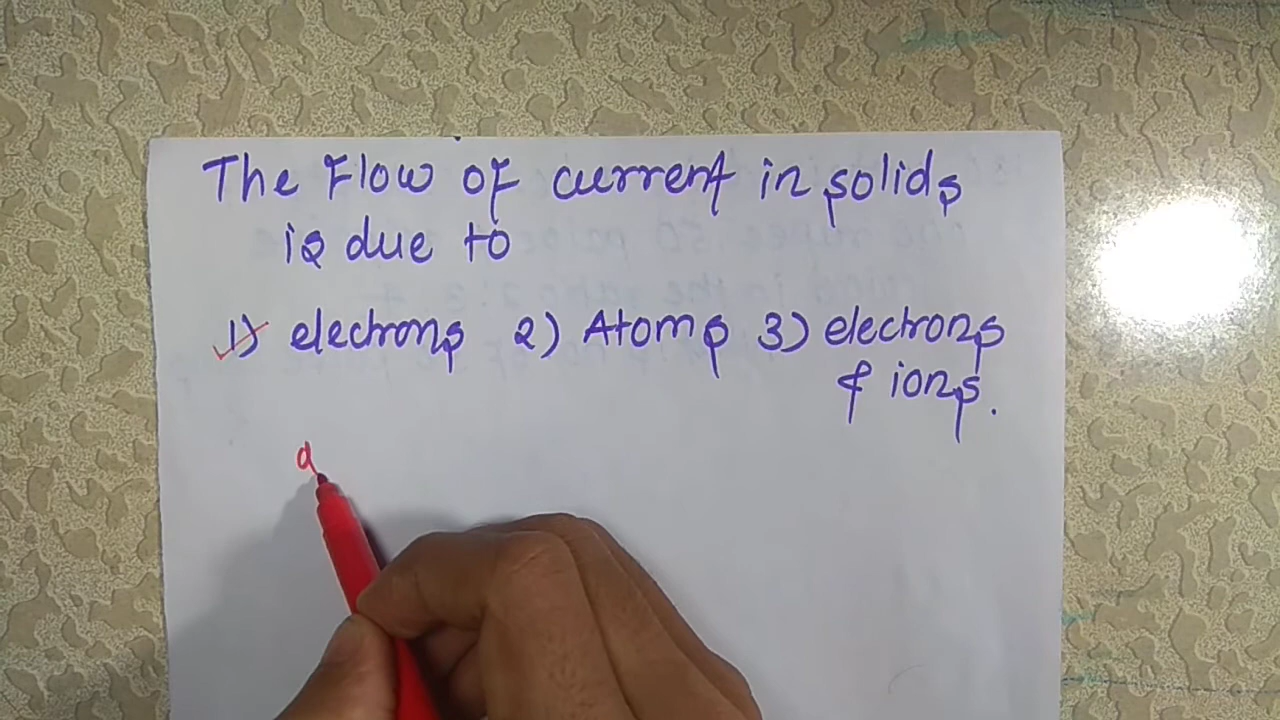 The Flow of current in solids
is due to
1) electrons 2) Atoms 3) electrons
& ions.
a